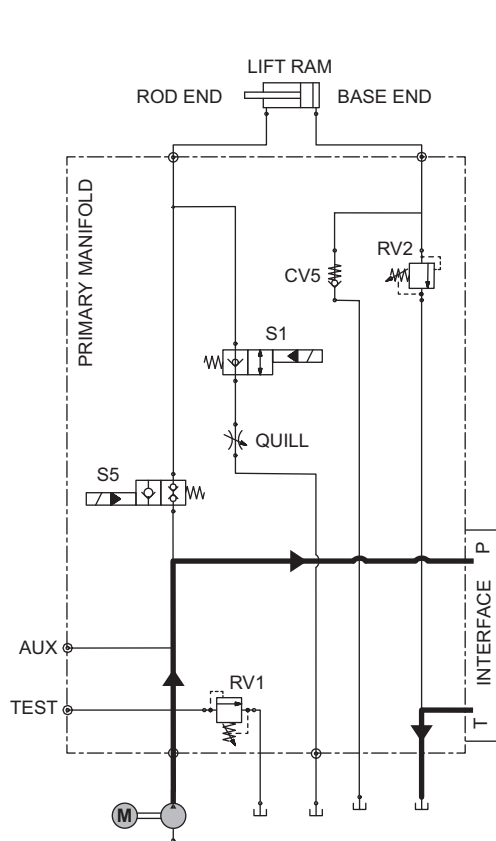 LIFT RAM
ROD END
BASE END
PRIMARY MANIFOLD
RV2
CV5
S1
QUILL
S5
P
INTERFACE
AUX
RV1
TEST
T
M